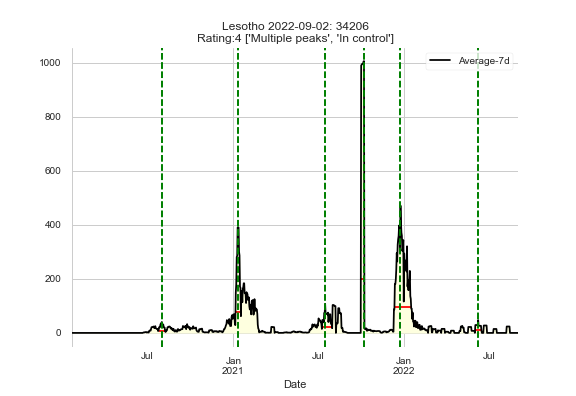 Lesotho 2022-09-02: 34206
Rating:4 ['Multiple peaks', 'In control']
Average-7d
1000
800
600
400
200
0
Jul
Jan
2021
Jul
Jan
2022
Jul
Date